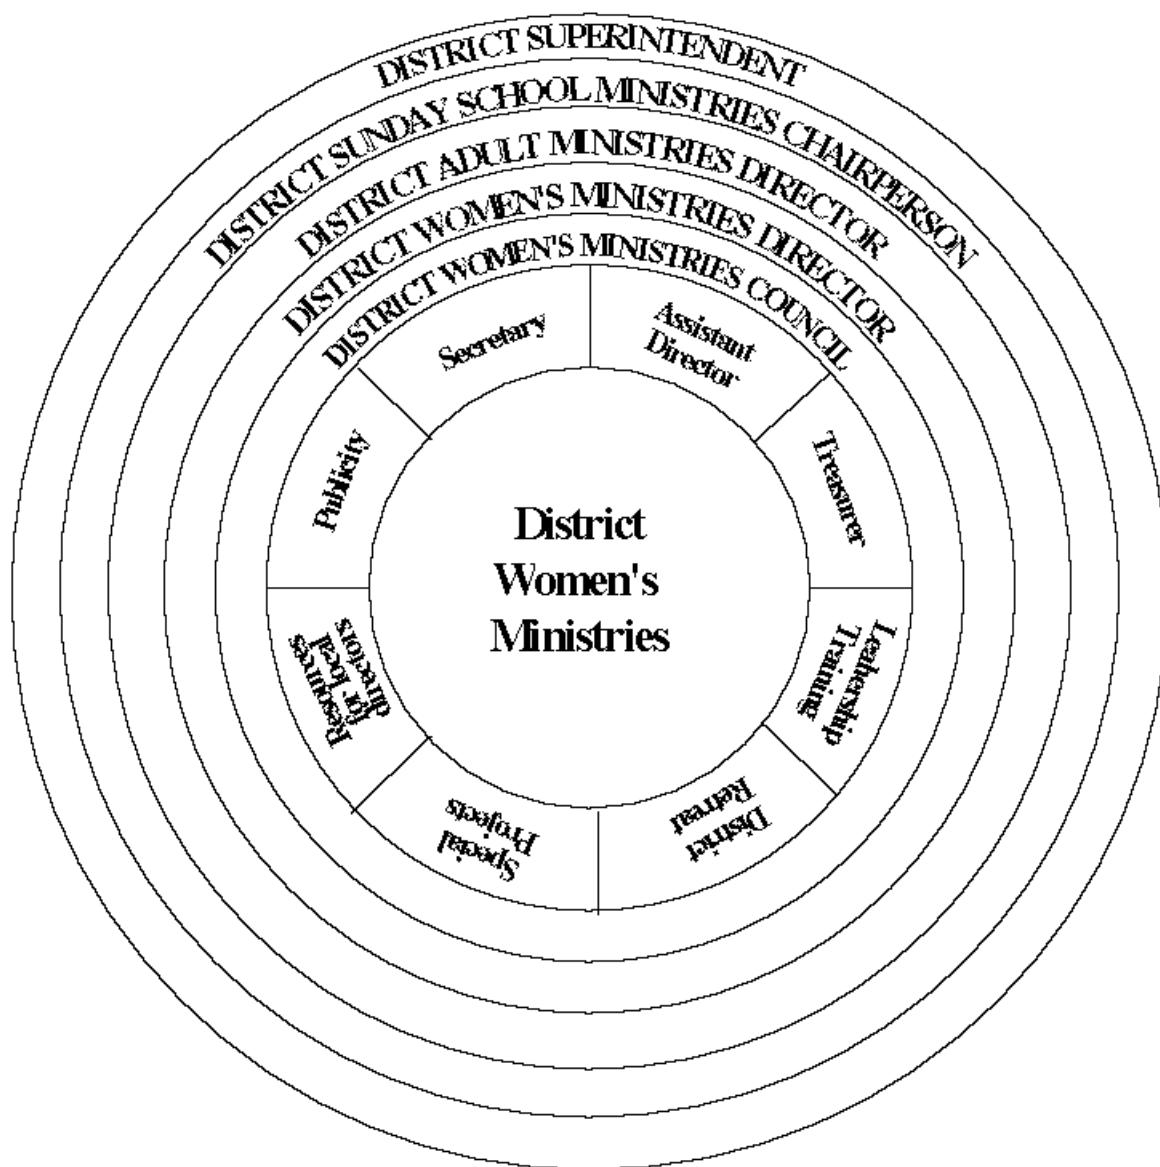 DISTRICT SUPERINTENDENT
DISTRICT SUNDAY SCHOOL MINISTRIES CHAIRPERSON
DISTRICT ADULT MINISTRIES DIRECTOR
DISTRICT WOMEN'S MINISTRIES DIRECTOR
DISTRICT WOMEN'S MINISTRIES COUNCIL
Secretary
Assistant
Director
Treasurer
Leahership
Training
District
Retreat
Special
Projects
Resources
for local
directors
Publicity
District
Women's
Ministries